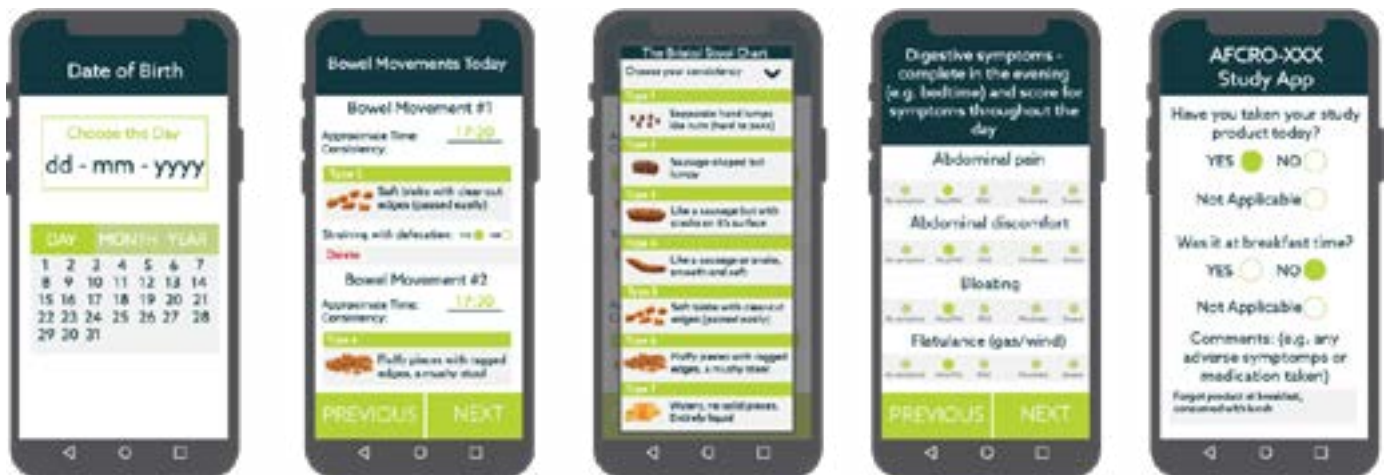 Date of Birth
Choose the Day
dd - mm - yyyy
DAY MONTH YEAR
1 2 3 4 5 6 7
8 9 10 11 12 13 14
15 16 17 18 19 20 21
22 23 24 25 26 27 28
29 30 31
Bowel Movements Today
Bowel Movement #1
Approximate Time: 17:20
Consistency:
Type 5
Soft blobs with clear-cut
edges (passed easily)
Straining with defecation:
Delete
Bowel Movement #2
Approximate Time: 17:20
Consistency:
Type 6
Fluffy pieces with ragged
edges, a mushy stool
PREVIOUS NEXT
The Bristol Stool Chart
Choose your consistency
Type 1
Separate hard lumps
like nuts (hard to pass)
Type 2
Sausage-shaped but
lumpy
Type 3
Like a sausage but with
cracks on it's surface
Type 4
Like a sausage or snake,
smooth and soft
Type 5
Soft blobs with clear-cut
edges (passed easily)
Type 6
Fluffy pieces with ragged
edges, a mushy stool
Type 7
Watery, no solid pieces,
Entirely liquid
Digestive symptoms -
complete in the evening
(e.g. bedtime) and score for
symptoms throughout the
day
Abdominal pain
Abdominal discomfort
Bloating
Flatulance (gas/wind)
PREVIOUS NEXT
AFCRO-XXX
Study App
Have you taken your study
product today?
YES NO
Not Applicable
Was it at breakfast time?
YES NO
Not Applicable
Comments: (e.g. any
adverse symptomps or
medication taken)
Forgot product at breakfast,
consumed with lunch